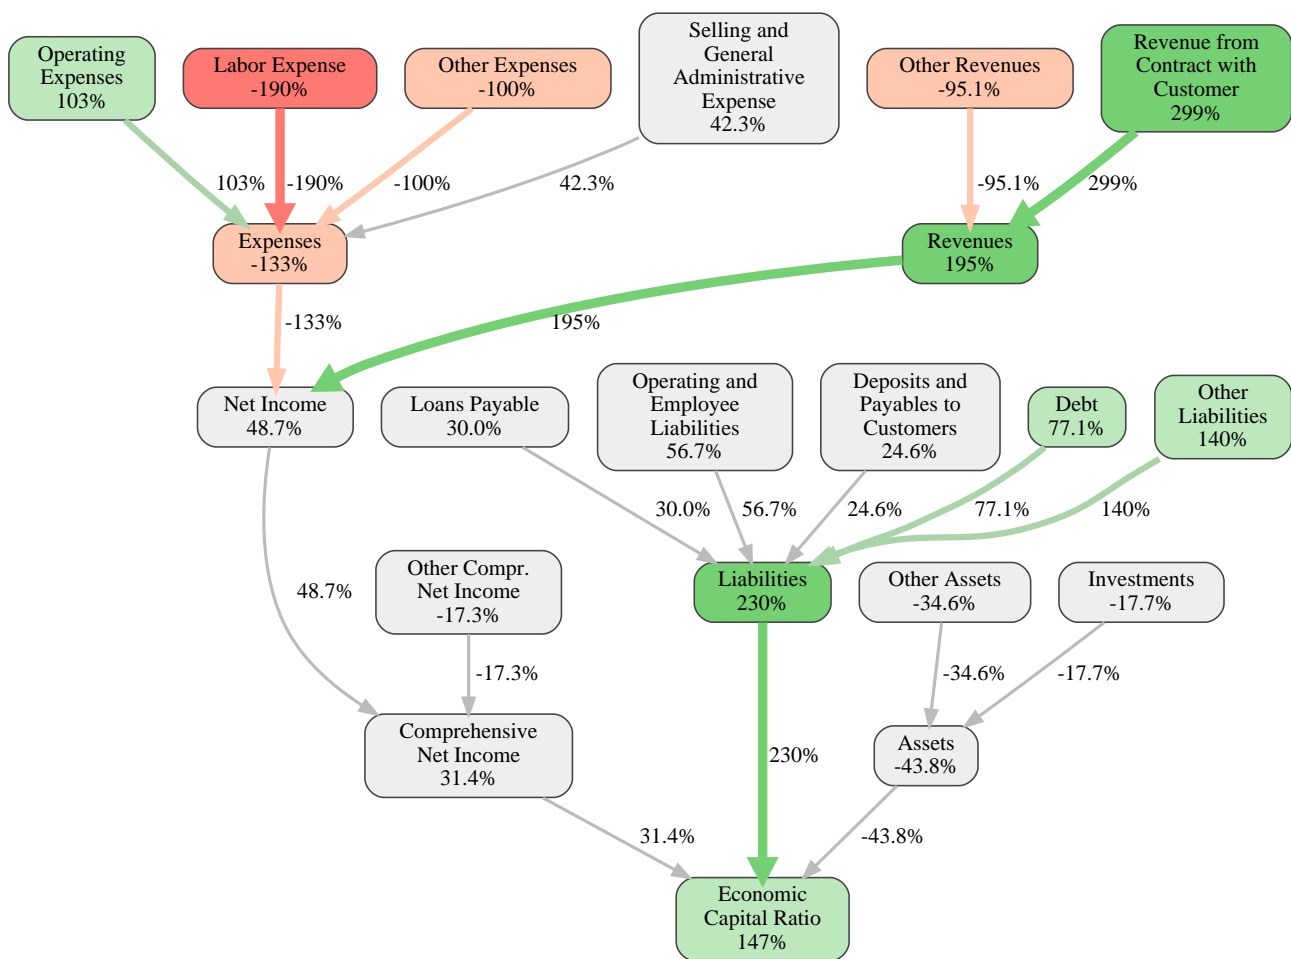 Operating
Expenses
103%
Labor Expense
-190%
Other Expenses
-100%
Selling and
General
Administrative
Expense
42.3%
Other Revenues
-95.1%
Revenue from
Contract with
Customer
299%
103%
-190%
-100%
42.3%
-95.1%
299%
Expenses
-133%
Revenues
195%
-133%
195%
Net Income
48.7%
Loans Payable
30.0%
Operating and
Employee
Liabilities
56.7%
Deposits and
Payables to
Customers
24.6%
Debt
77.1%
Other
Liabilities
140%
30.0%
56.7%
24.6%
77.1%
140%
48.7%
Other Compr.
Net Income
-17.3%
Liabilities
230%
Other Assets
-34.6%
Investments
-17.7%
-17.3%
-34.6%
-17.7%
Comprehensive
Net Income
31.4%
230%
Assets
-43.8%
31.4%
-43.8%
Economic
Capital Ratio
147%